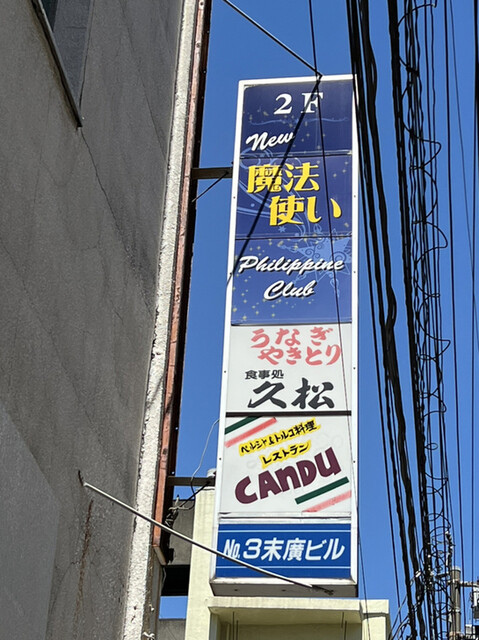 2F
New
魔法
使い
Philippine
Club
うなぎ
やきとり
食事処
久松
ペルシャ&トルコ料理
レストラン
CANDU
No.3末廣ビル